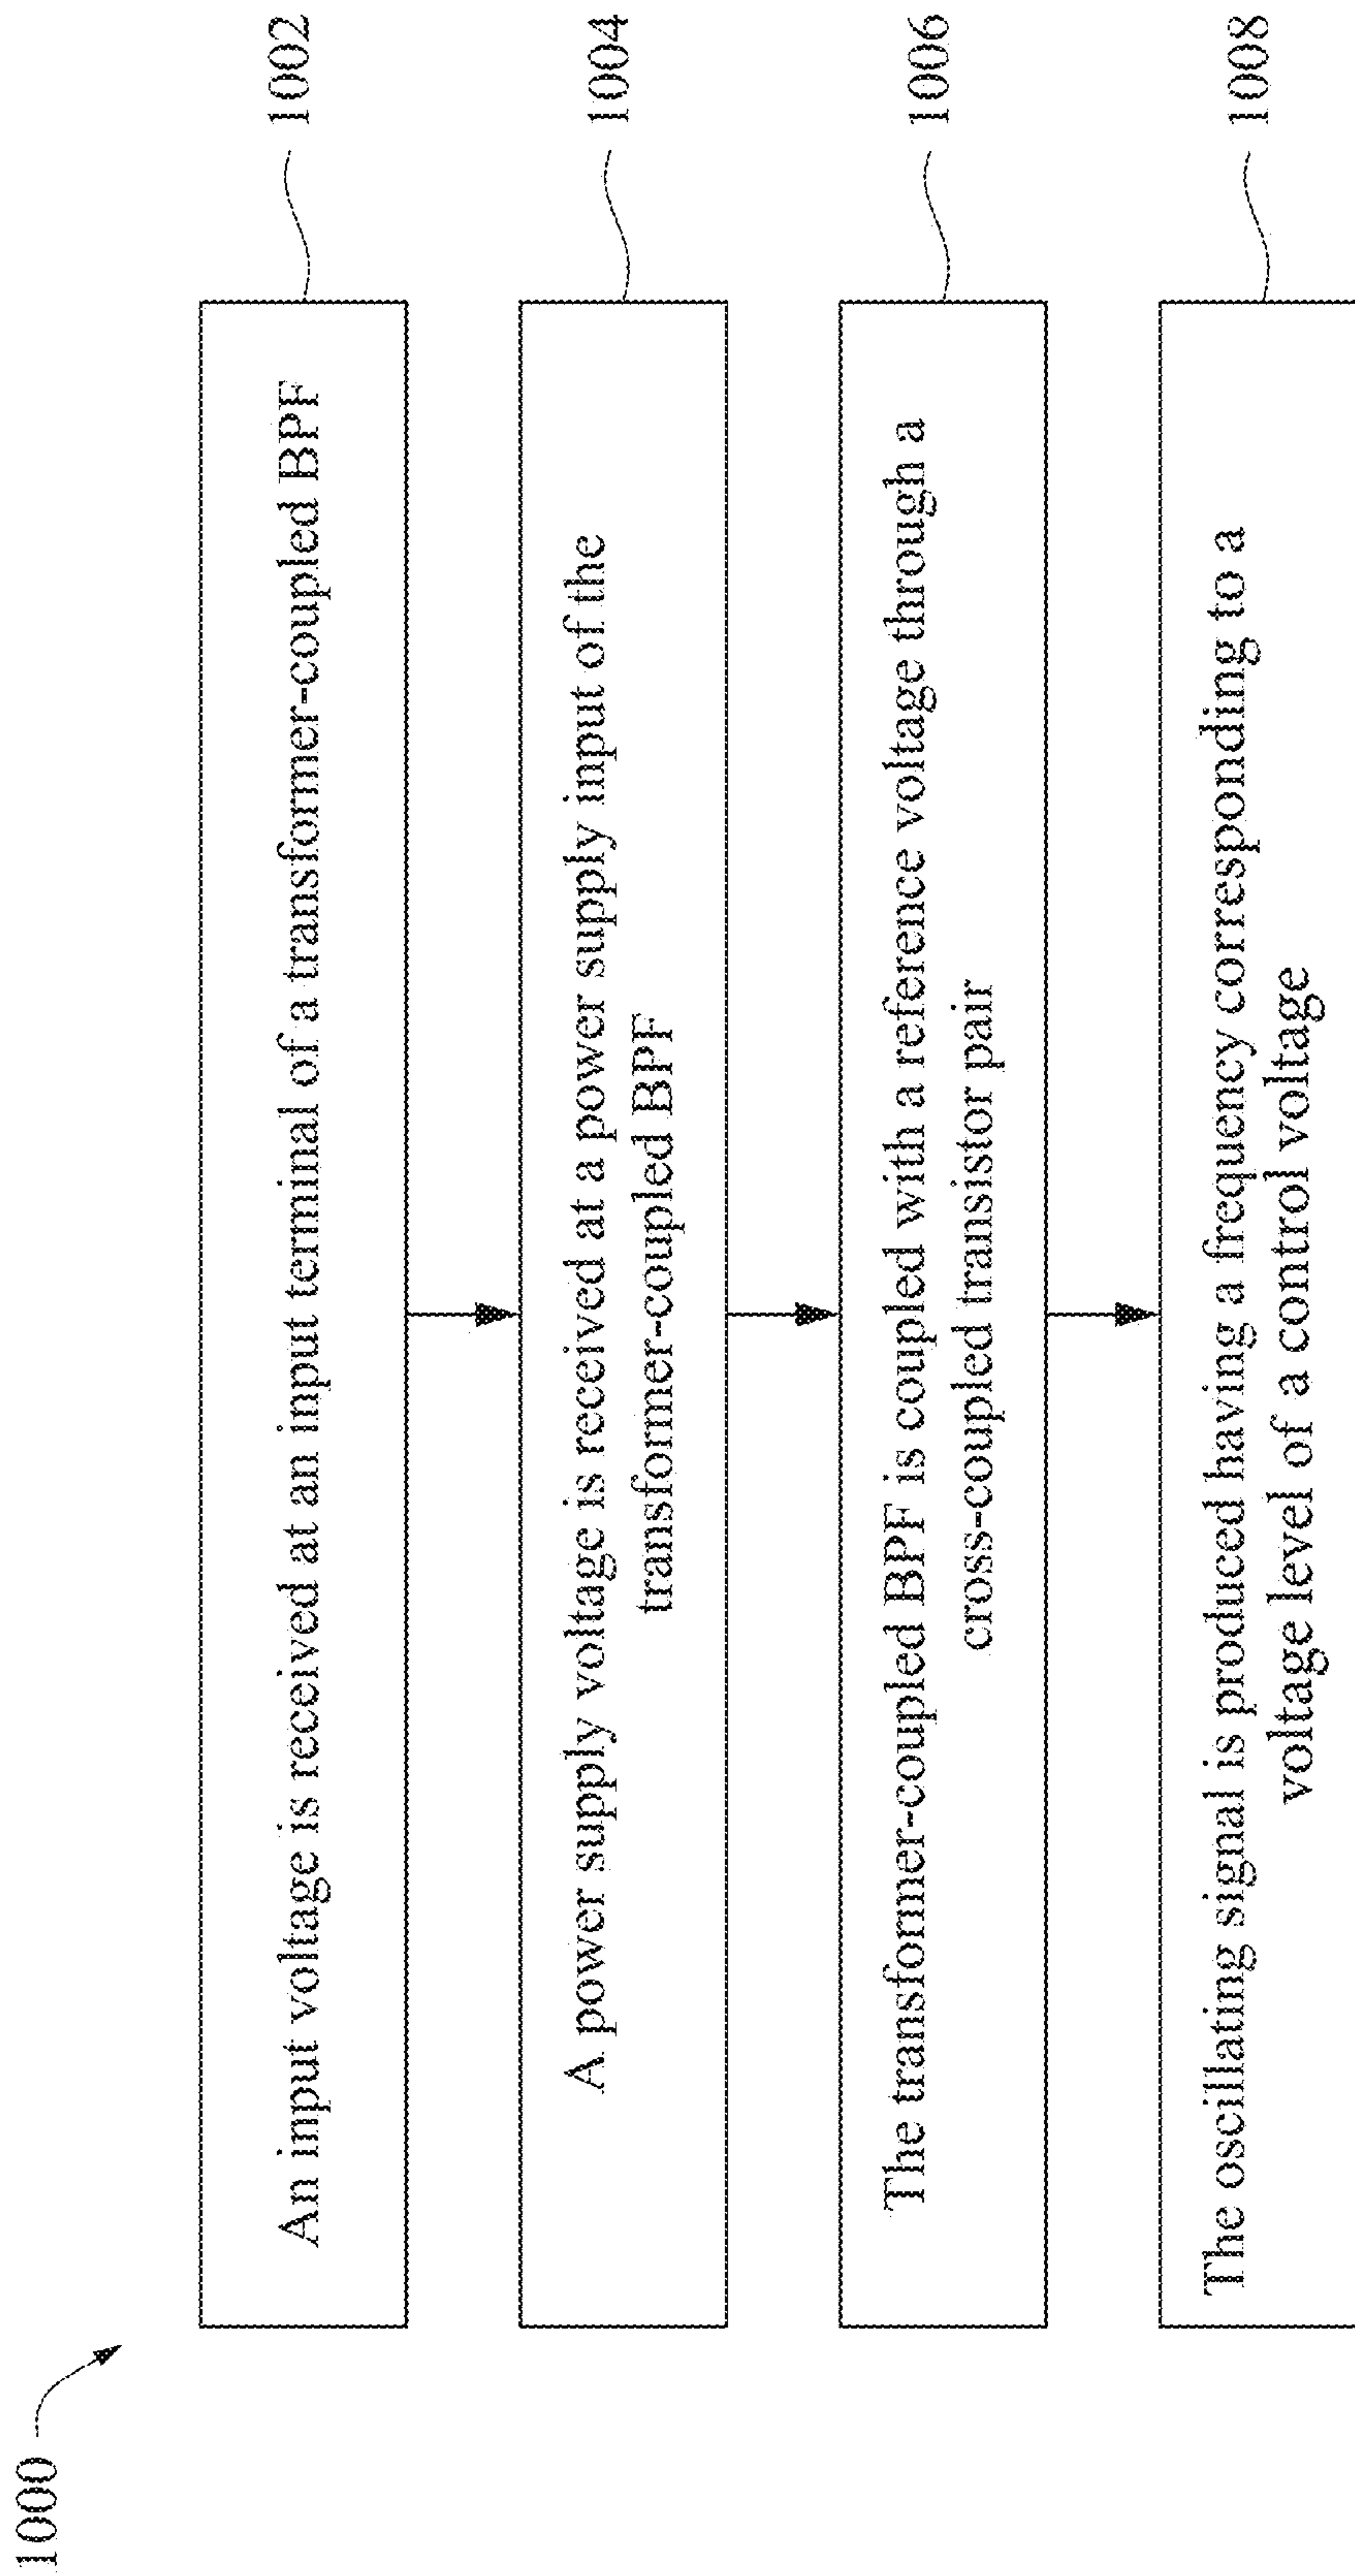 1000
An input voltage is received at an input terminal of a transformer-coupled BPF
1002
A power supply voltage is received at a power supply input of the
transformer-coupled BPF
1004
The transformer-coupled BPF is coupled with a reference voltage through a
cross-coupled transistor pair
1006
The oscillating signal is produced having a frequency corresponding to a
voltage level of a control voltage
1008